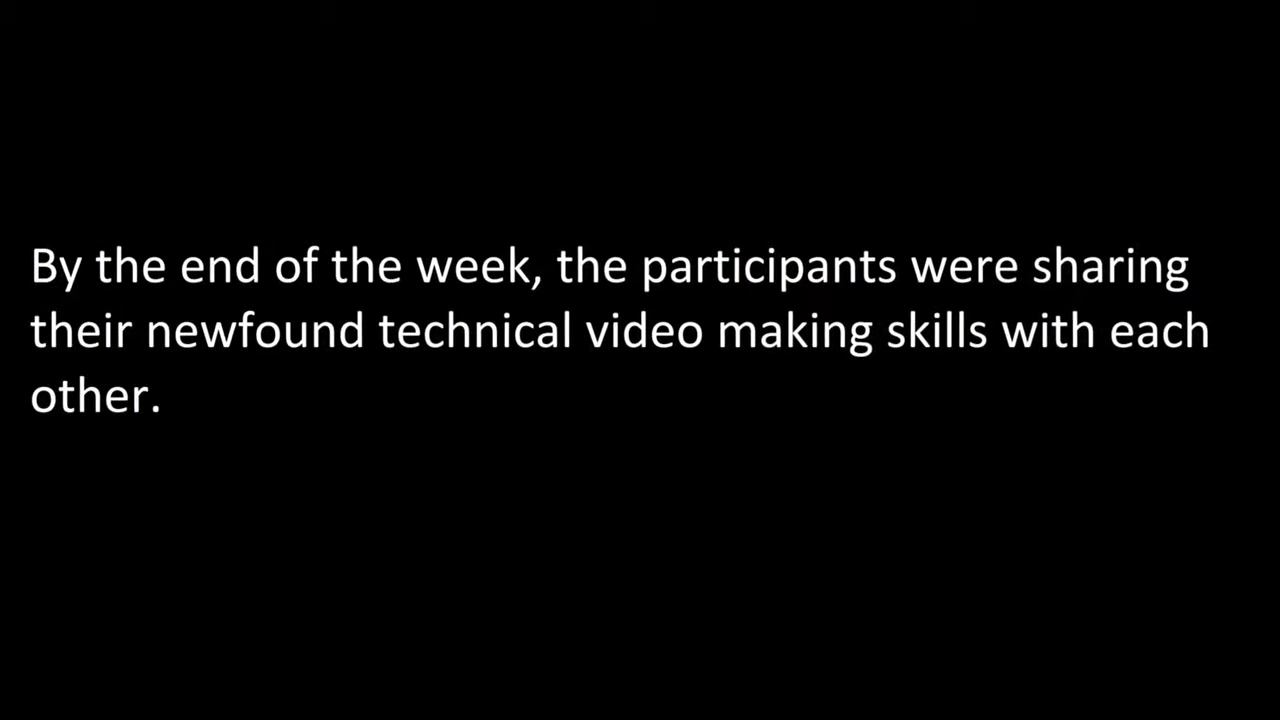 By the end of the week, the participants were sharing
their newfound technical video making skills with each
other.